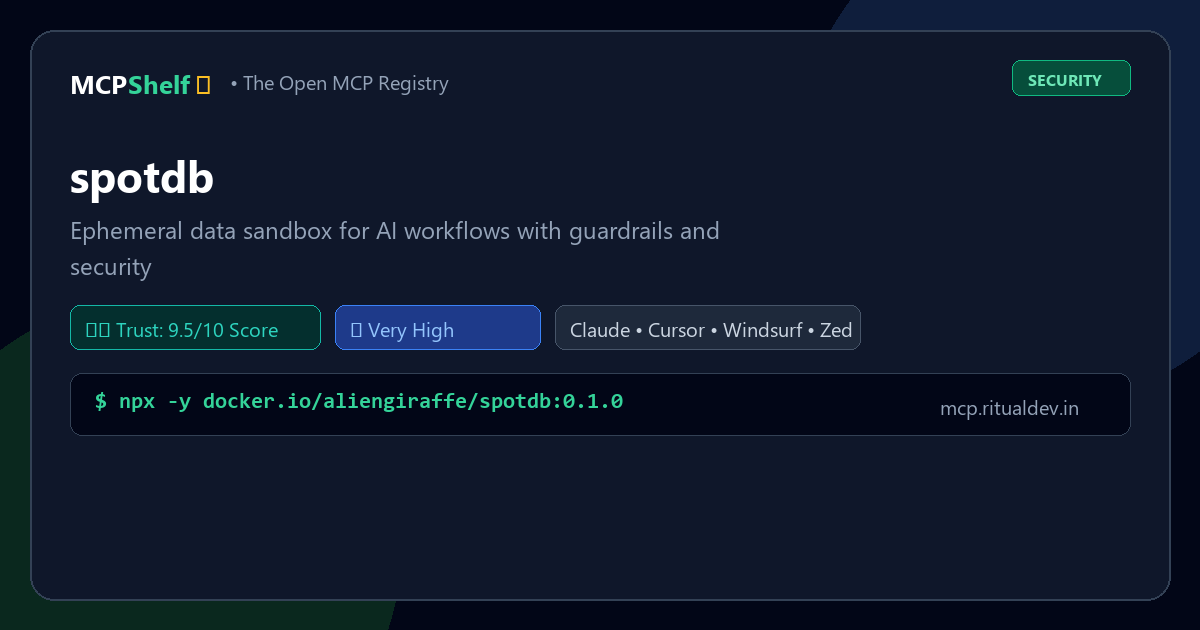 MCPShelf • The Open MCP Registry
SECURITY
spotdb
Ephemeral data sandbox for AI workflows with guardrails and
security
Trust: 9.5/10 Score
Very High
Claude • Cursor • Windsurf • Zed
$ npx -y docker.io/aliengiraffe/spotdb:0.1.0
mcp.ritualdev.in